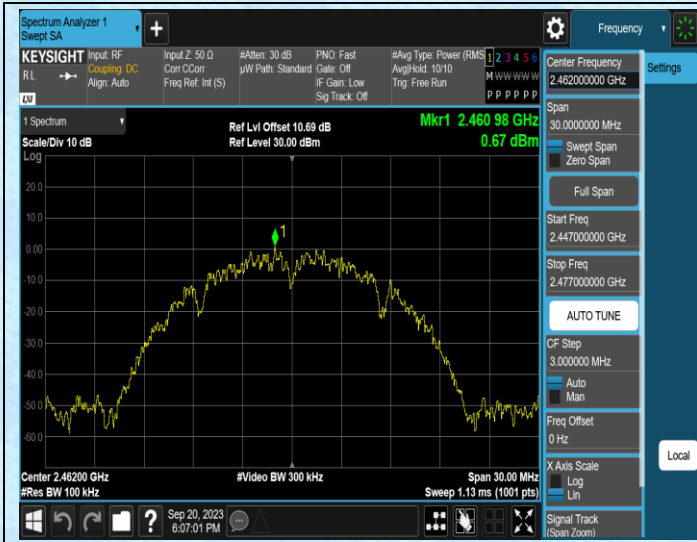 Spectrum Analyzer 1
Swept SA
Frequency
KEYSIGHT
RL
LXI
Input: RF
Coupling: DC
Align: Auto
Input Z: 50 Ω
Corr CCorr
Freq Ref: Int (S)
#Atten: 30 dB
µW Path: Standard
PNO: Fast
Gate: Off
IF Gain: Low
Sig Track: Off
#Avg Type: Power (RMS
Avg|Hold: 10/10
Trig: Free Run
1 2 3 4 5 6
M W W W W W
P P P P P P
1 Spectrum
Scale/Div 10 dB
Log
Ref Lvl Offset 10.69 dB
Ref Level 30.00 dBm
Mkr1 2.460 98 GHz
0.67 dBm
1
20.0
10.0
0.00
-10.0
-20.0
-30.0
-40.0
-50.0
-60.0
Center 2.46200 GHz
#Res BW 100 kHz
#Video BW 300 kHz
Span 30.00 MHz
Sweep 1.13 ms (1001 pts)
?
Sep 20, 2023
6:07:01 PM
Center Frequency
2.462000000 GHz
Span
30.0000000 MHz
Swept Span
Zero Span
Full Span
Start Freq
2.447000000 GHz
Stop Freq
2.477000000 GHz
AUTO TUNE
CF Step
3.000000 MHz
Auto
Man
Freq Offset
0 Hz
X Axis Scale
Log
Lin
Signal Track
(Span Zoom)
Settings
Local